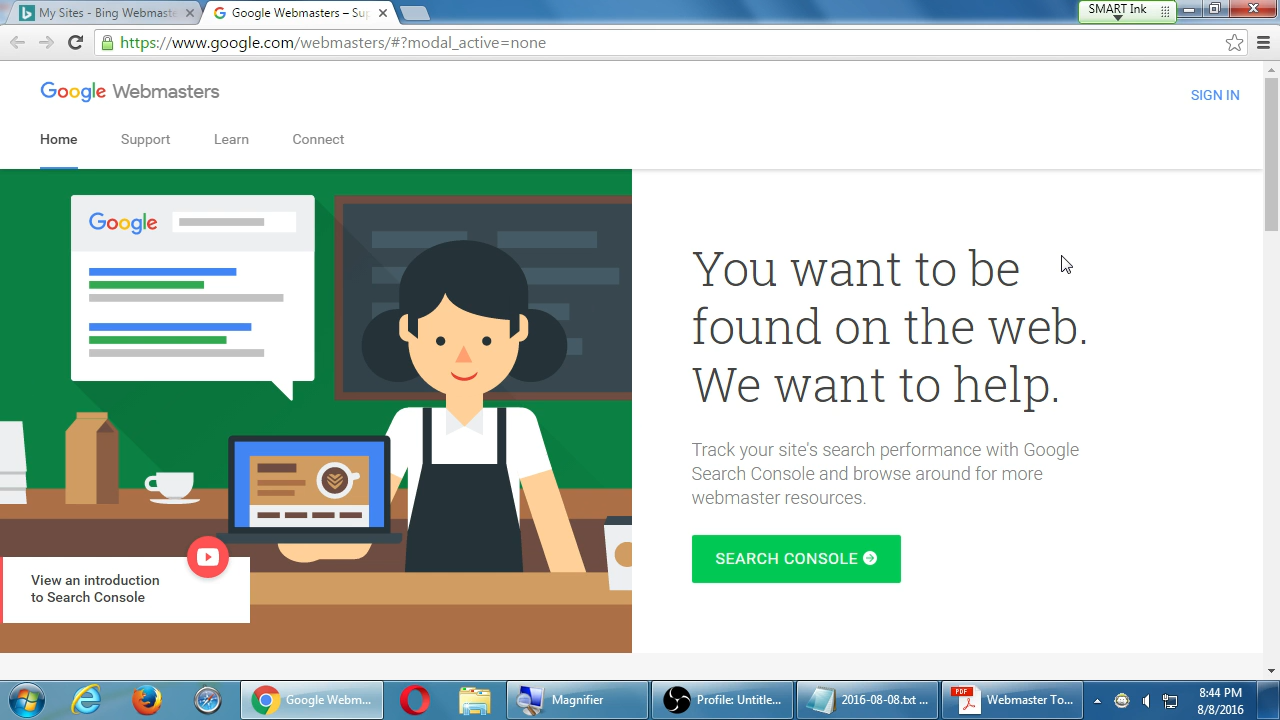 My Sites - Bing Webmaste
Google Webmasters – Sup
SMART Ink
https://www.google.com/webmasters/#?modal_active=none
Google Webmasters
SIGN IN
Home
Support
Learn
Connect
Google
You want to be
found on the web.
We want to help.
Track your site's search performance with Google
Search Console and browse around for more
webmaster resources.
SEARCH CONSOLE
View an introduction
to Search Console
Google Webm...
Magnifier
Profile: Untitle...
2016-08-08.txt ...
PDF
Webmaster To...
8:44 PM
8/8/2016